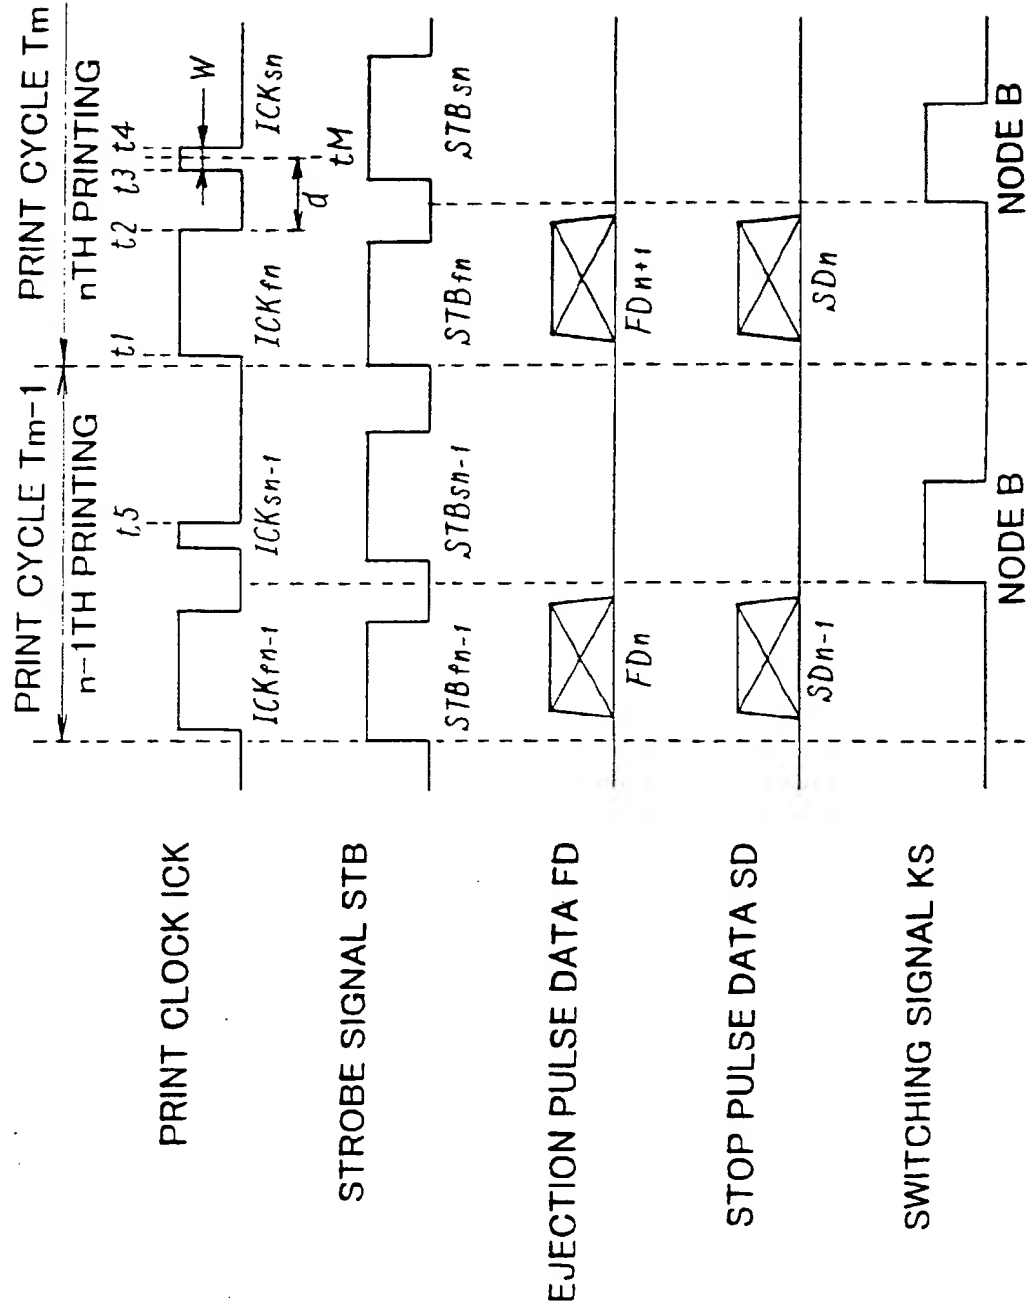 PRINT CYCLE Tm-1
PRINT CYCLE Tm
n-1TH PRINTING
nTH PRINTING
t5
t1
t2
t3
t4
W
PRINT CLOCK ICK
ICKfn-1
ICKsn-1
ICKfn
ICKsn
d
tM
STROBE SIGNAL STB
STBfn-1
STBsn-1
STBfn
STBsn
EJECTION PULSE DATA FD
FDn
FDn+1
STOP PULSE DATA SD
SDn-1
SDn
SWITCHING SIGNAL KS
NODE B
NODE B